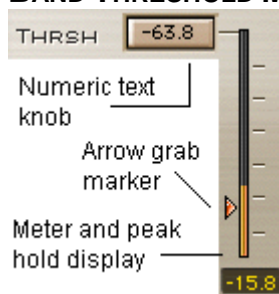 BAND THRESHOLD
THRSH -63.8
Numeric text
knob
Arrow grab
marker
Meter and peak
hold display
-15.8